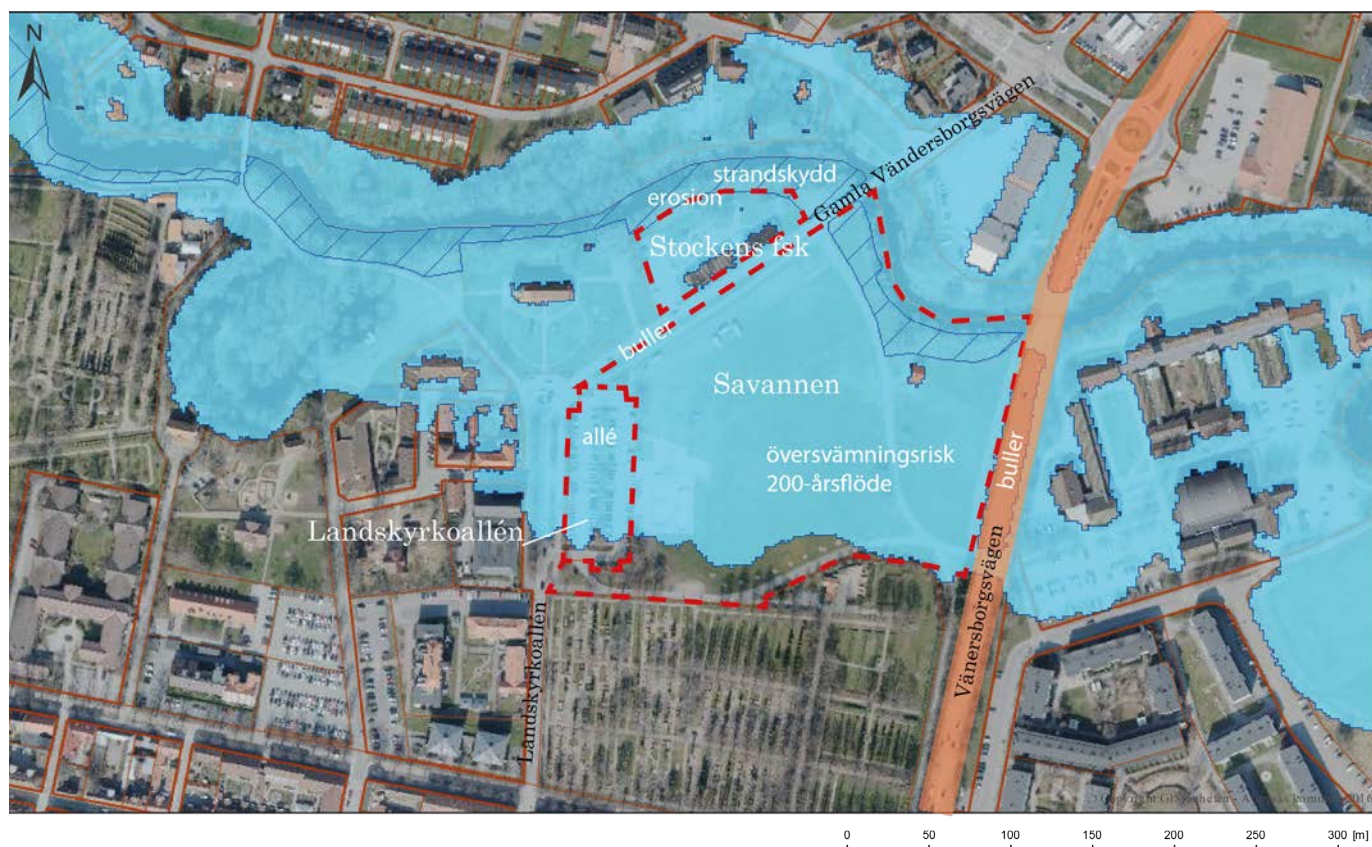 N
Gamla Vändersborgsvägen
strandskydd
erosion
Stockens fsk
buller
Savannen
allé
översvämningsrisk
200-årsflöde
buller
Landskyrkoallén
Landskyrkoallén
Vänersborgsvägen
0 50 100 150 200 250 300 [m]